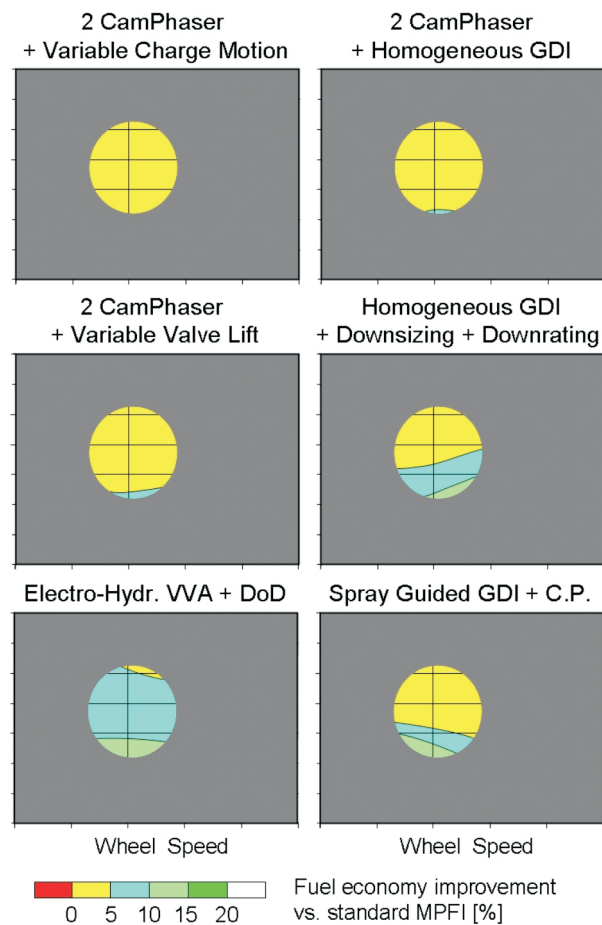 2 CamPhaser
+ Variable Charge Motion
2 CamPhaser
+ Homogeneous GDI
2 CamPhaser
+ Variable Valve Lift
Homogeneous GDI
+ Downsizing + Downrating
Electro-Hydr. VVA + DoD
Spray Guided GDI + C.P.
Wheel Speed
Wheel Speed
0 5 10 15 20
Fuel economy improvement
vs. standard MPFI [%]